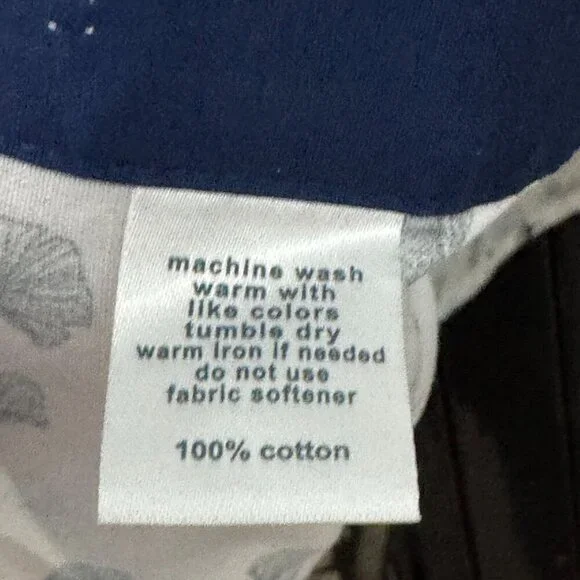 machine wash
warm with
like colors
tumble dry
warm iron if needed
do not use
fabric softener
100% cotton